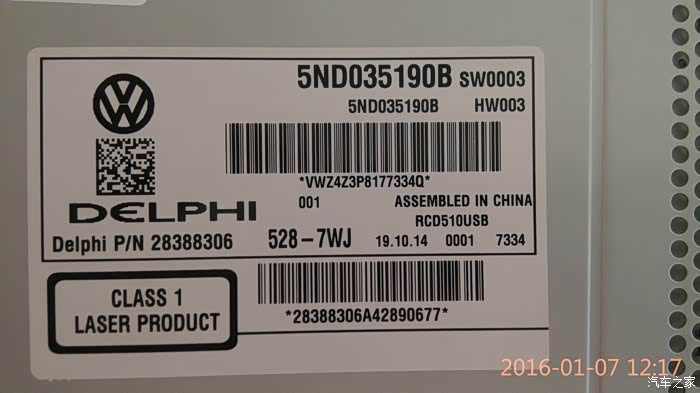 5ND035190B SW0003
5ND035190B HW003
*VWZ4Z3P8177334Q*
001 ASSEMBLED IN CHINA
DELPHI RCD510USB
Delphi P/N 28388306 528-7WJ 19.10.14 0001 7334
CLASS 1
LASER PRODUCT
*28388306A42890677*
2016-01-07 12:17
汽车之家